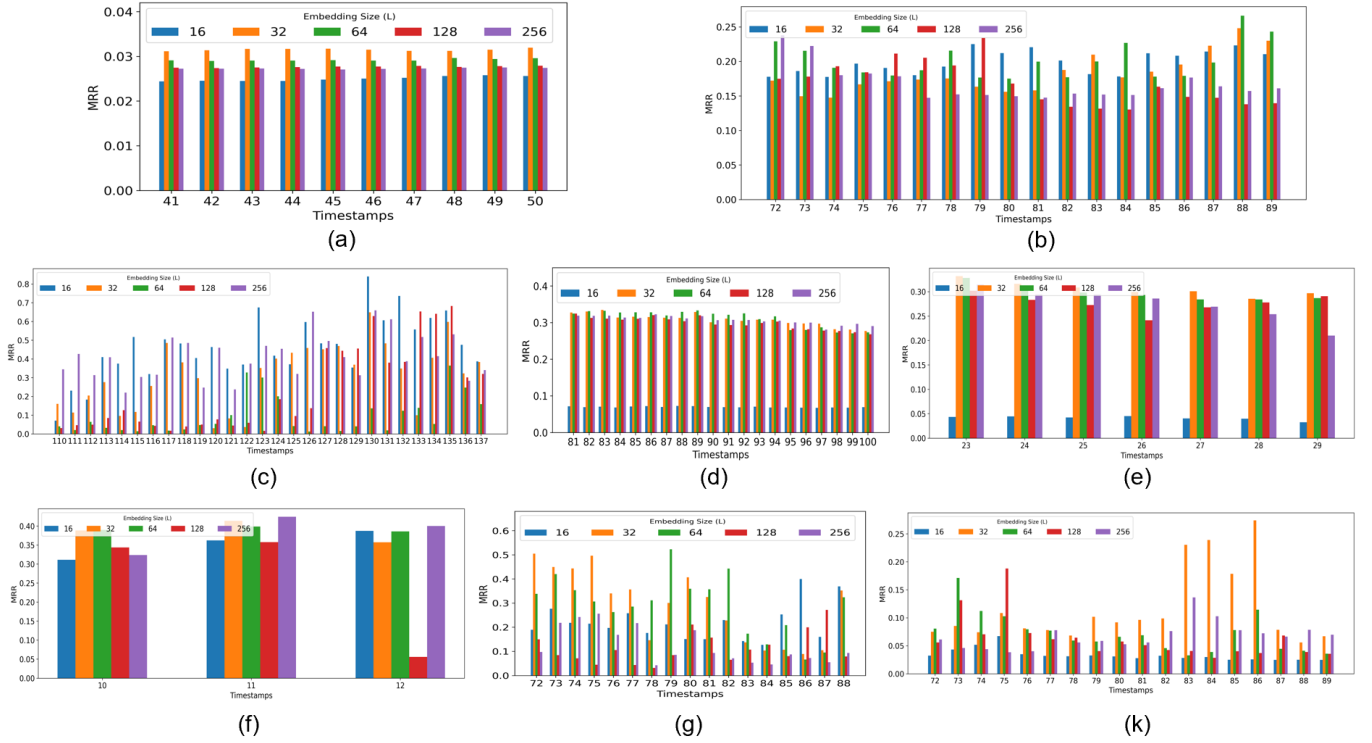 Embedding Size (L)
16 32 64 128 256
0.04
0.03
0.02
0.01
0.00
MRR
41 42 43 44 45 46 47 48 49 50
Timestamps
(a)
Embedding Size (L)
16 32 64 128 256
0.25
0.20
0.15
0.10
0.05
0.00
MRR
72 73 74 75 76 77 78 79 80 81 82 83 84 85 86 87 88 89
Timestamps
(b)
Embedding Size (L)
16 32 64 128 256
0.8
0.7
0.6
0.5
0.4
0.3
0.2
0.1
0.0
MRR
110 111 112 113 114 115 116 117 118 119 120 121 122 123 124 125 126 127 128 129 130 131 132 133 134 135 136 137
Timestamps
(c)
Embedding Size (L)
16 32 64 128 256
0.4
0.3
0.2
0.1
0.0
MRR
81 82 83 84 85 86 87 88 89 90 91 92 93 94 95 96 97 98 99 100
Timestamps
(d)
Embedding Size (L)
16 32 64 128 256
0.30
0.25
0.20
0.15
0.10
0.05
0.00
MRR
23 24 25 26 27 28 29
Timestamps
(e)
Embedding Size (L)
16 32 64 128 256
0.40
0.35
0.30
0.25
0.20
0.15
0.10
0.05
0.00
MRR
10 11 12
Timestamps
(f)
Embedding Size (L)
16 32 64 128 256
0.6
0.5
0.4
0.3
0.2
0.1
0.0
MRR
72 73 74 75 76 77 78 79 80 81 82 83 84 85 86 87 88
Timestamps
(g)
Embedding Size (L)
16 32 64 128 256
0.25
0.20
0.15
0.10
0.05
0.00
MRR
72 73 74 75 76 77 78 79 80 81 82 83 84 85 86 87 88 89
Timestamps
(k)